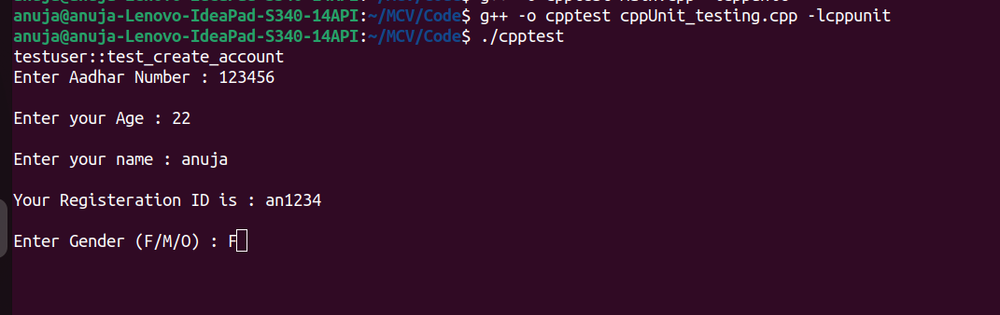 anuja@anuja-Lenovo-IdeaPad-S340-14API:~/MCV/Code$ g++ -o cpptest cppUnit_testing.cpp -lcppunit
anuja@anuja-Lenovo-IdeaPad-S340-14API:~/MCV/Code$ ./cpptest
testuser::test_create_account
Enter Aadhar Number : 123456
Enter your Age : 22
Enter your name : anuja
Your Registeration ID is : an1234
Enter Gender (F/M/O) : F